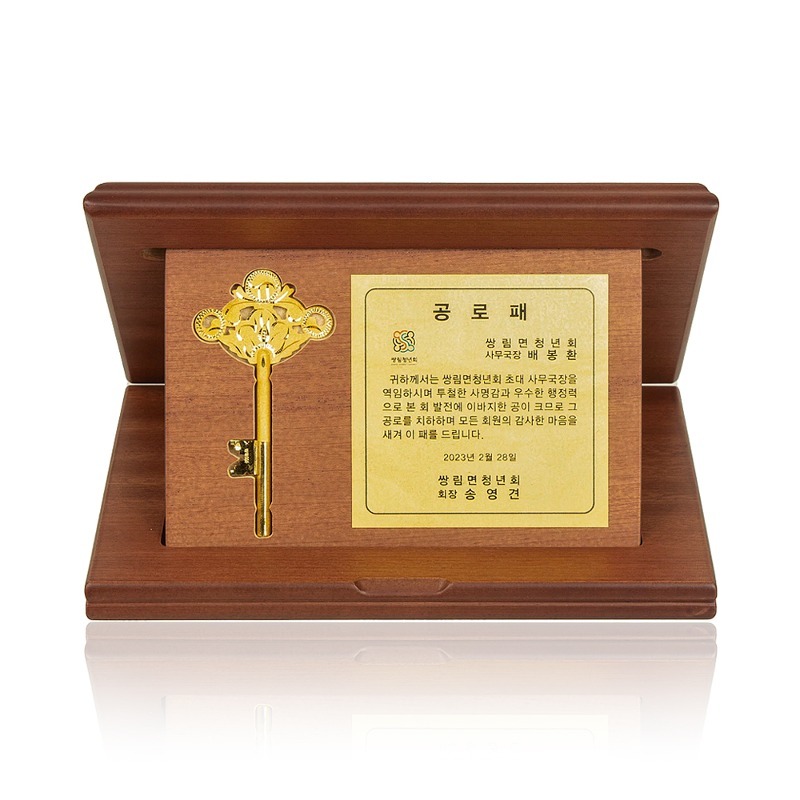 공로패
쌍림면청년회
쌍림청년회
사무국장 배봉환
귀하께서는 쌍림면청년회 초대 사무국장을
역임하시며 투철한 사명감과 우수한 행정력
으로 본 회 발전에 이바지한 공이 크므로 그
공로를 치하하며 모든 회원의 감사한 마음을
새겨 이 패를 드립니다.
2023년 2월 28일
쌍림면청년회
회장 송영견